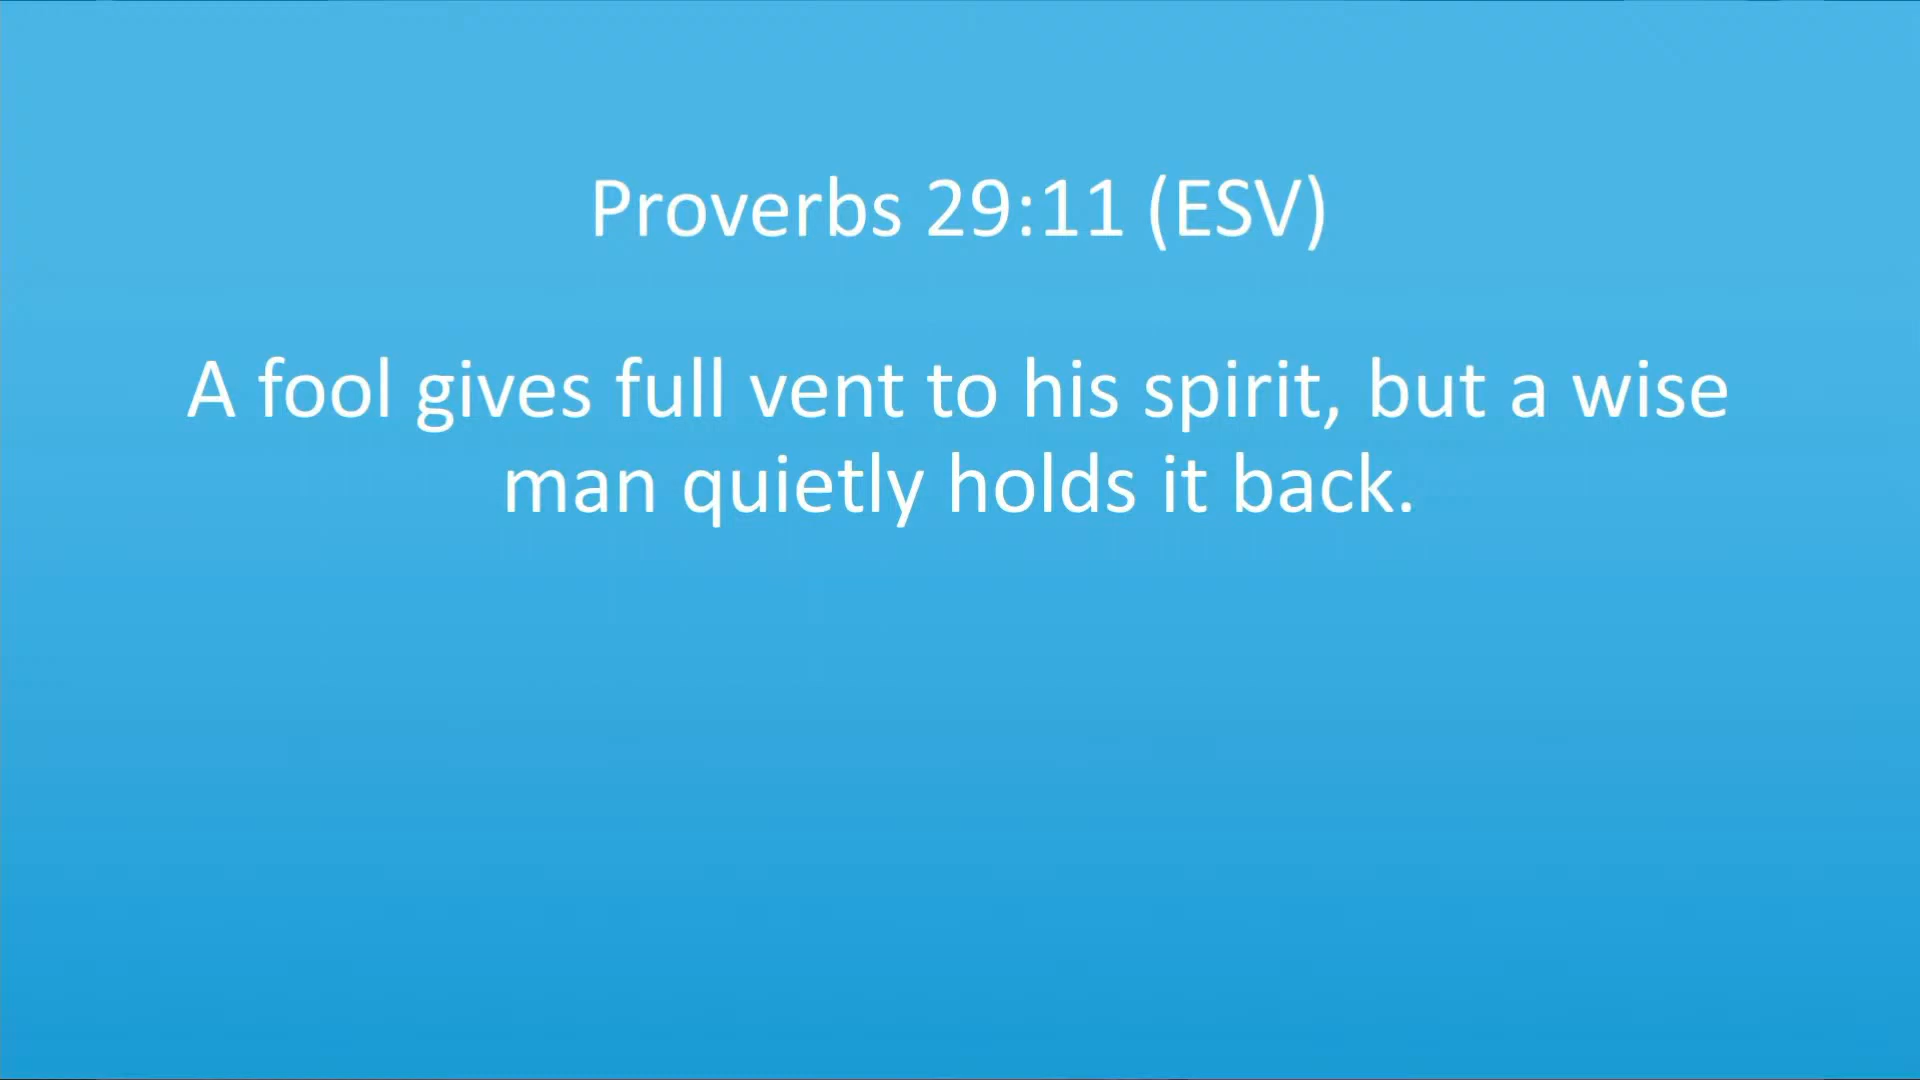 Proverbs 29:11 (ESV)
A fool gives full vent to his spirit, but a wise
man quietly holds it back.